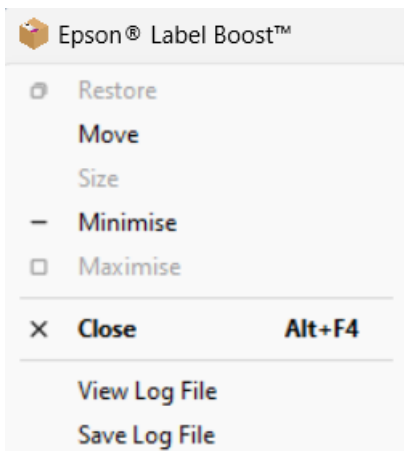 Epson® Label Boost™
Restore
Move
Size
Minimise
Maximise
Close Alt+F4
View Log File
Save Log File